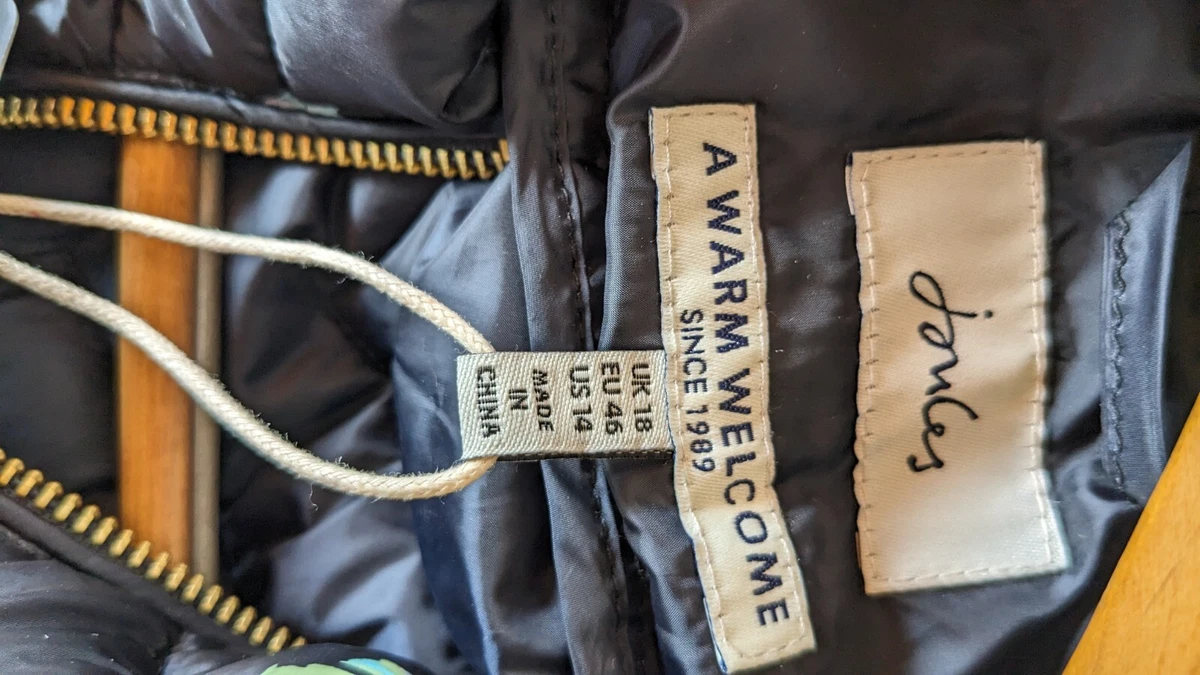 Joules
A WARM WELCOME
SINCE 1989
UK 18
EU 46
US 14
MADE
IN
CHINA